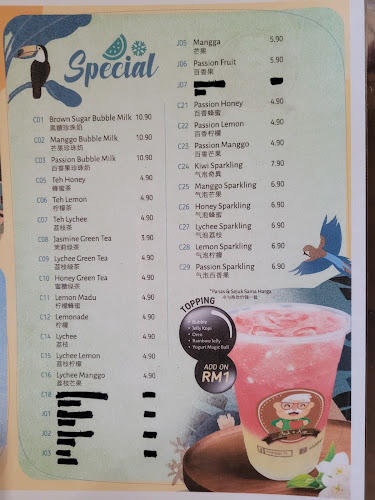 Special
C01 Brown Sugar Bubble Milk 10.90
黑糖珍珠奶
C02 Manggo Bubble Milk 10.90
芒果珍珠奶
C03 Passion Bubble Milk 10.90
百香果珍珠奶
C05 Teh Honey 4.90
蜂蜜茶
C06 Teh Lemon 4.90
柠檬茶
C07 Teh Lychee 4.90
荔枝茶
C08 Jasmine Green Tea 3.90
茉莉绿茶
C09 Lychee Green Tea 4.90
荔枝绿茶
C10 Honey Green Tea 4.90
蜜糖绿茶
C11 Lemon Madu 4.90
柠檬蜂蜜
C12 Lemonade 4.90
柠檬
C14 Lychee 4.90
荔枝
C15 Lychee Lemon 4.90
荔枝柠檬
C16 Lychee Manggo 4.90
荔枝芒果
C18
J01
J02
J03
J05 Mangga 5.90
芒果
J06 Passion Fruit 5.90
百香果
J07
C21 Passion Honey 4.90
百香蜂蜜
C22 Passion Lemon 4.90
百香柠檬
C23 Passion Manggo 4.90
百香芒果
C24 Kiwi Sparkling 7.90
气泡奇異
C25 Manggo Sparkling 6.90
气泡芒果
C26 Honey Sparkling 6.90
气泡蜂蜜
C27 Lychee Sparkling 6.90
气泡荔枝
C28 Lemon Sparkling 6.90
气泡柠檬
C29 Passion Sparkling 6.90
气泡百香果
*Panas & Sejuk Sama Harga
TOPPING
• Bubble
• Jelly Kopi
• Oreo
• Rainbow Jelly
• Yogurt Magic Ball
ADD ON
RM1